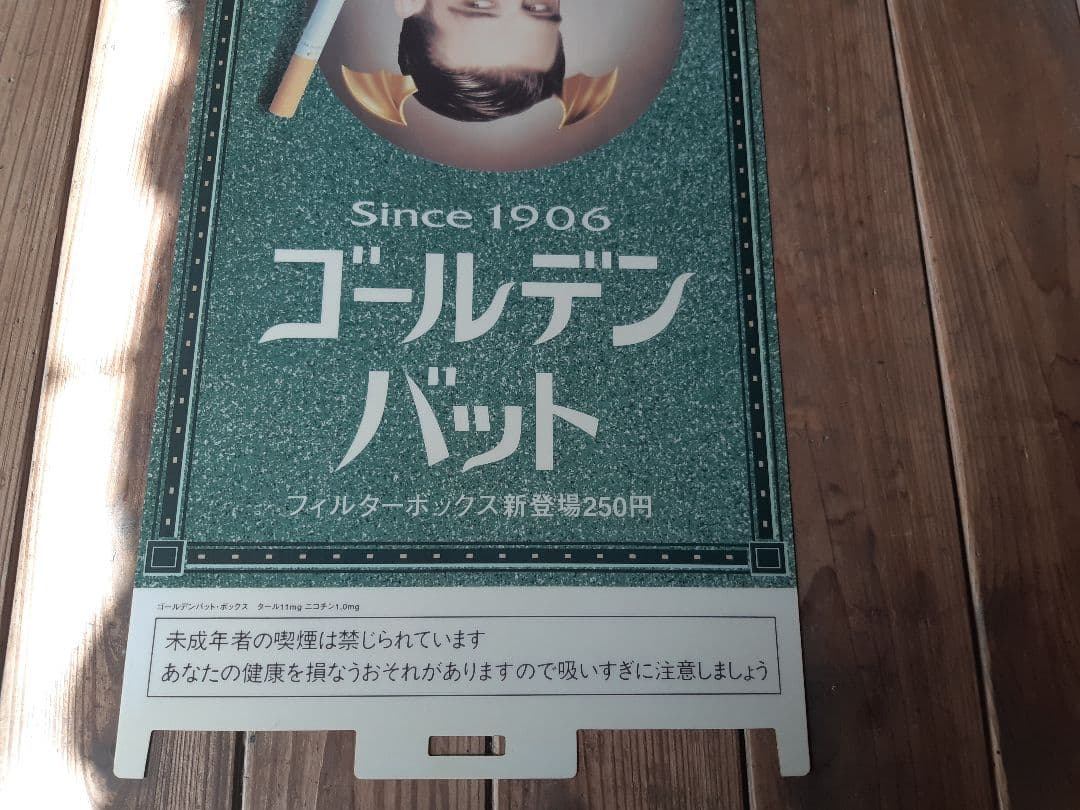 Since 1906
ゴールデン
バット
フィルターボックス新登場250円
ゴールデンバット・ボックス　タール11mg ニコチン1.0mg
未成年者の喫煙は禁じられています
あなたの健康を損なうおそれがありますので吸いすぎに注意しましょう